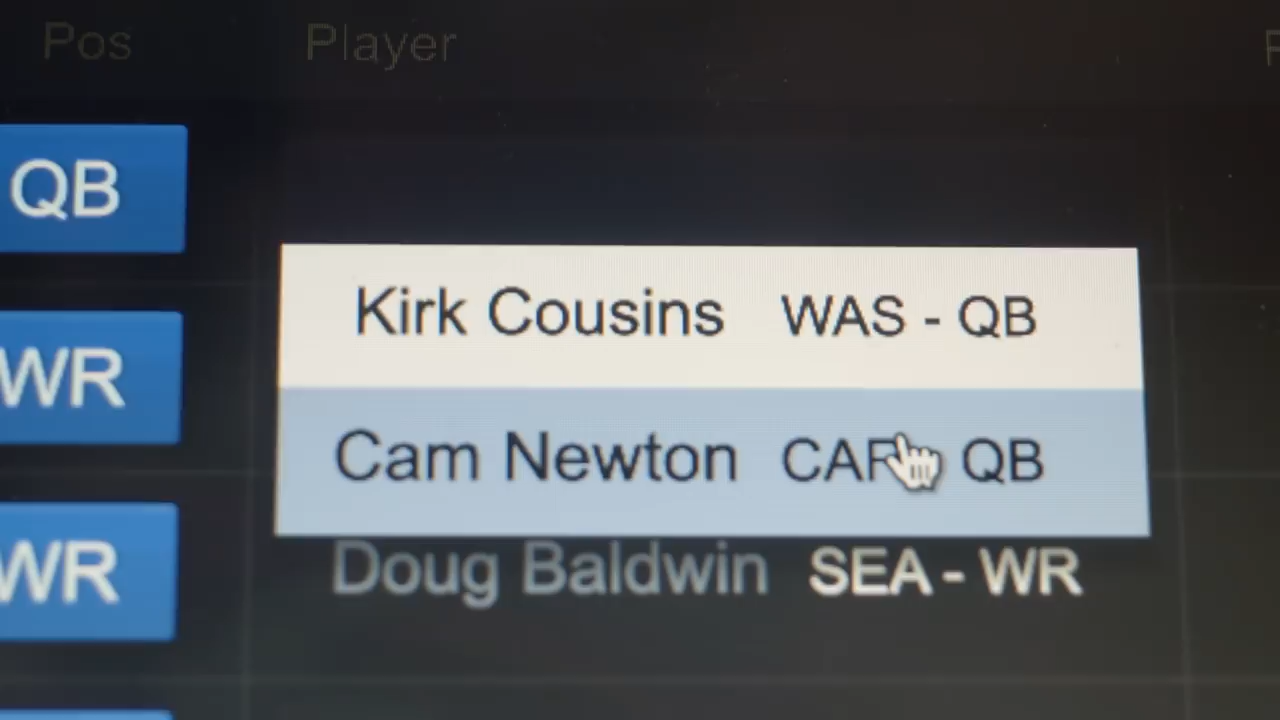 Pos Player
QB
Kirk Cousins WAS - QB
WR
Cam Newton CAR QB
WR Doug Baldwin SEA - WR